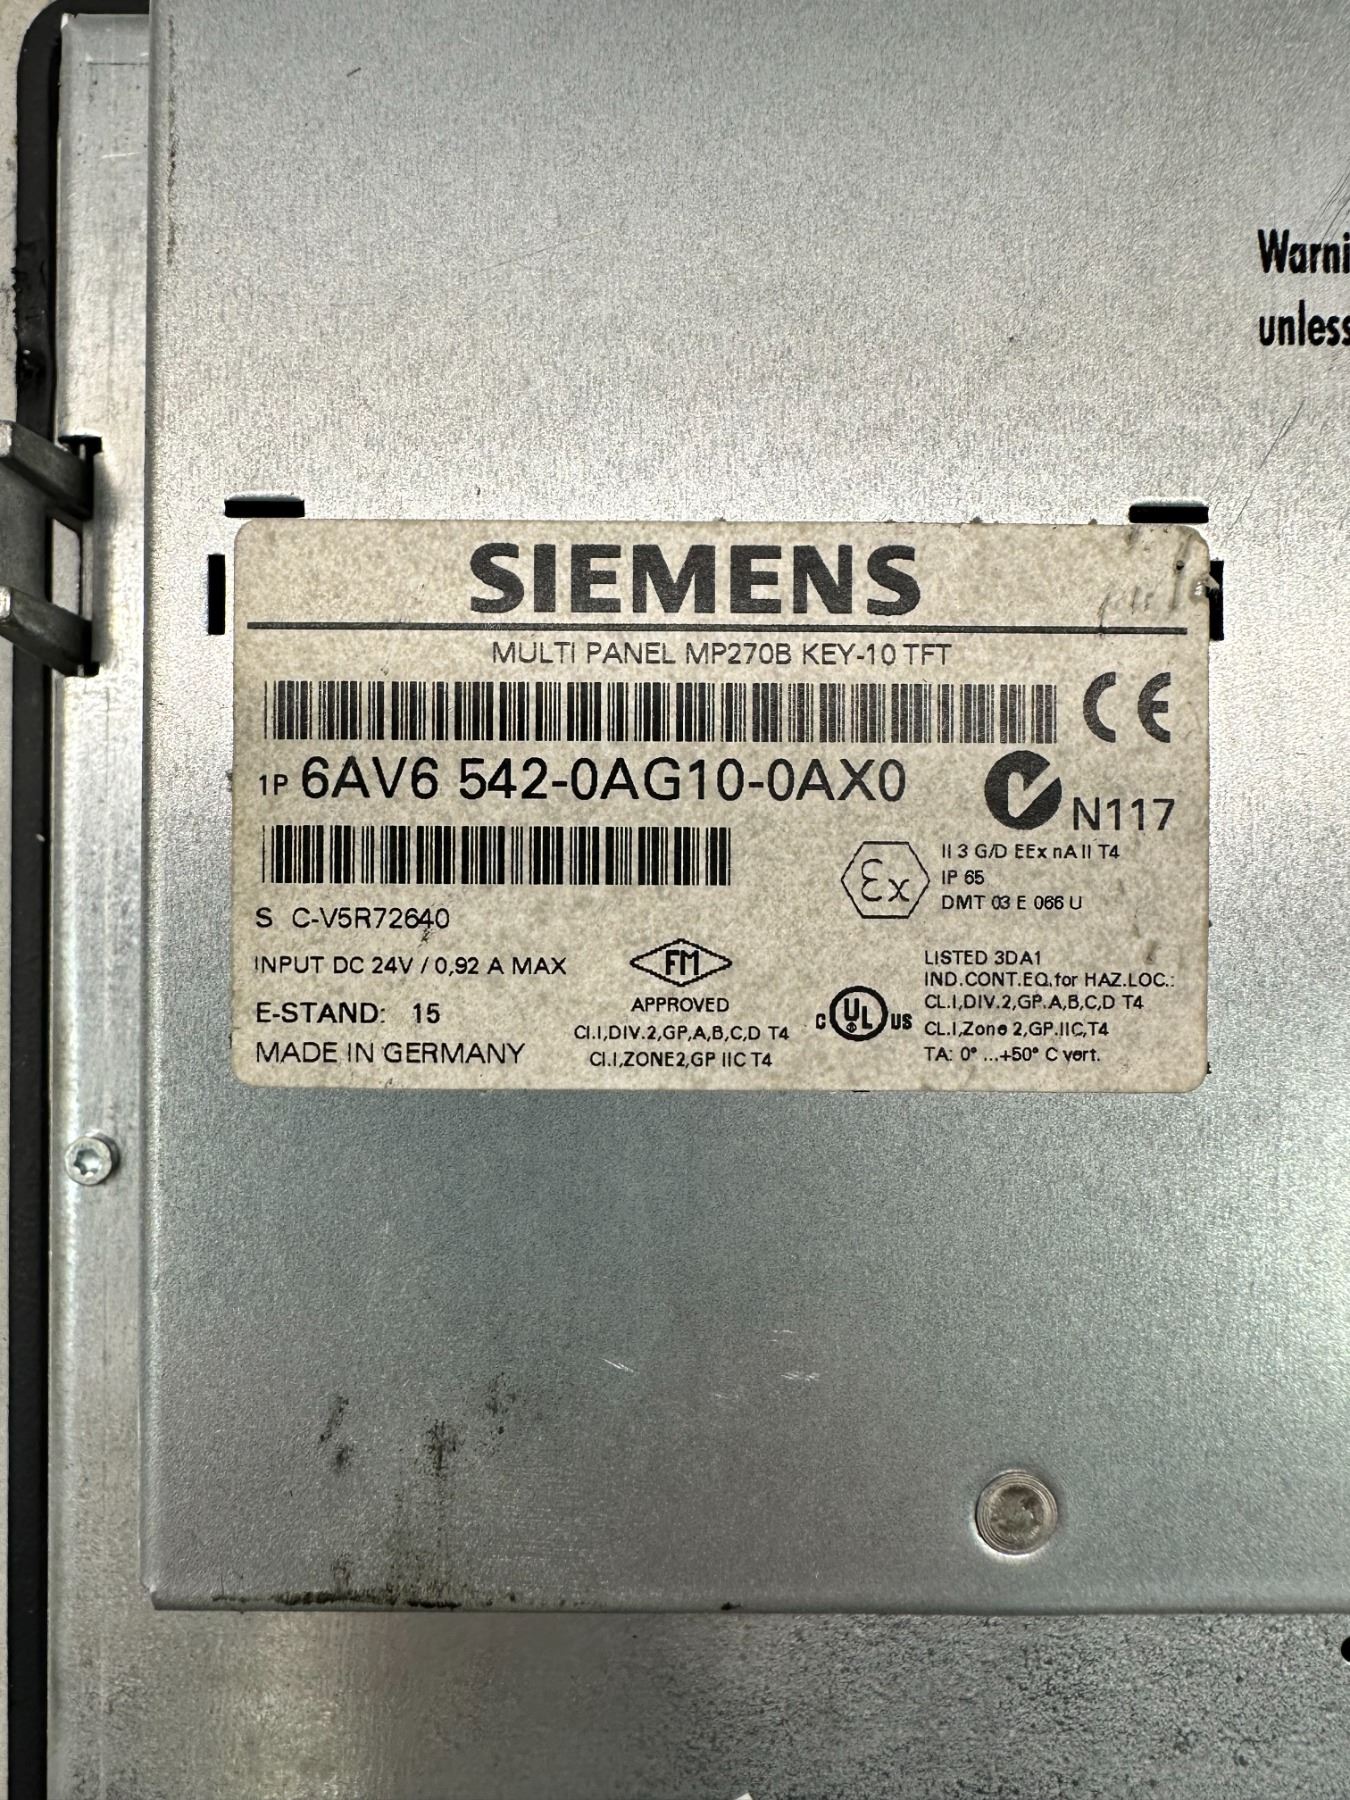 Warni
unless
SIEMENS
MULTI PANEL MP270B KEY-10 TFT
CE
1P 6AV6 542-0AG10-0AX0
N117
Ex
II 3 G/D EEx nA II T4
IP 65
DMT 03 E 066 U
S C-V5R72640
INPUT DC 24V / 0,92 A MAX
E-STAND: 15
MADE IN GERMANY
FM
APPROVED
CI.I,DIV.2,GP,A,B,C,D T4
CI.I,ZONE2,GP IIC T4
C UL US
LISTED 3DA1
IND.CONT.EQ.for HAZ.LOC.:
CL.I,DIV.2,GP.A,B,C,D T4
CL.I,Zone 2,GP.IIC,T4
TA: 0° ...+50° C vert.